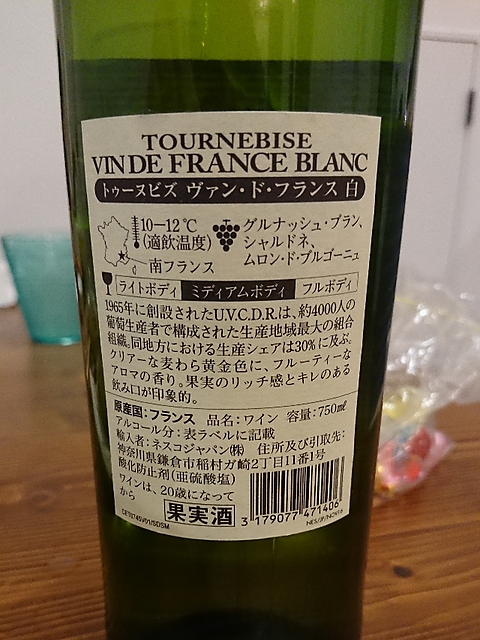 TOURNEBISE
VIN DE FRANCE BLANC
トゥーヌビズ ヴァン・ド・フランス 白
10-12℃
(適飲温度)
南フランス
グルナッシュ・ブラン、
シャルドネ、
ムロン・ド・ブルゴーニュ
ライトボディ ミディアムボディ フルボディ
1965年に創設されたU.V.C.D.R.は、約4000人の
葡萄生産者で構成された生産地域最大の組合
組織。同地方における生産シェアは30%に及ぶ。
クリアーな麦わら黄金色に、フルーティーな
アロマの香り。果実のリッチ感とキレのある
飲み口が印象的。
原産国:フランス 品名:ワイン 容量:750㎖
アルコール分:表ラベルに記載
輸入者:ネスコジャパン㈱ 住所及び引取先:
神奈川県鎌倉市稲村ガ崎2丁目11番1号
酸化防止剤(亜硫酸塩)
ワインは、20歳になって
から
果実酒
3 179077 471406